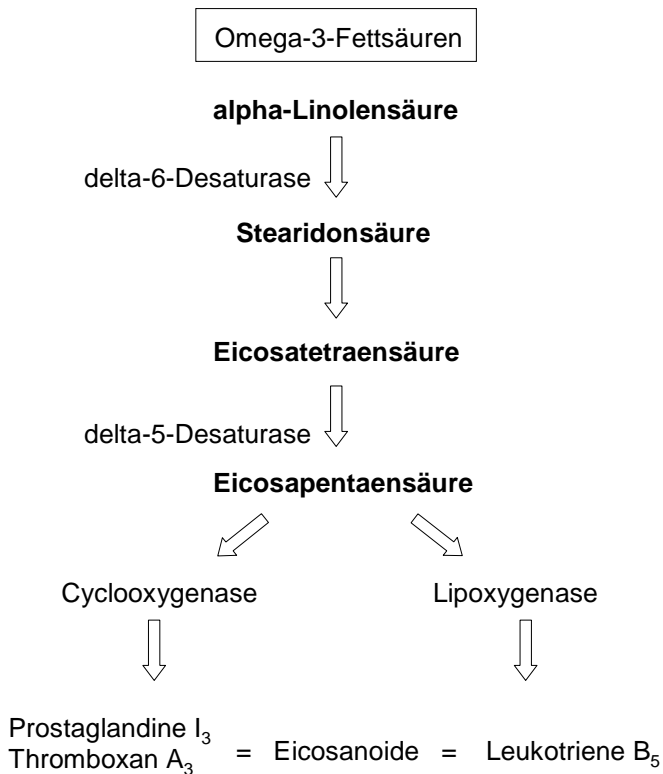 Omega-3-Fettsäuren
alpha-Linolensäure
delta-6-Desaturase
Stearidonsäure
Eicosatetraensäure
delta-5-Desaturase
Eicosapentaensäure
Cyclooxygenase Lipoxygenase
Prostaglandine I₃
Thromboxan A₃ = Eicosanoide = Leukotriene B₅